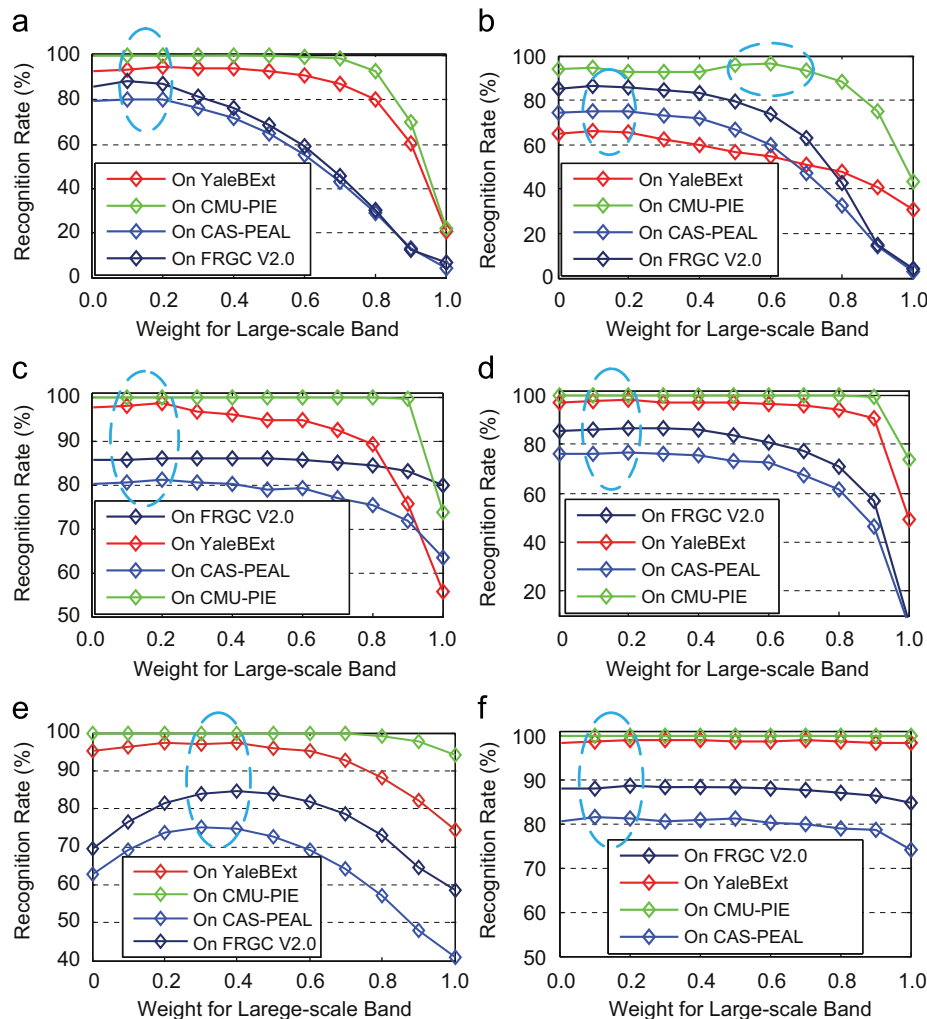 a
Recognition Rate (%)
100
80
60
40
20
0
On YaleBExt
On CMU-PIE
On CAS-PEAL
On FRGC V2.0
0.0 0.2 0.4 0.6 0.8 1.0
Weight for Large-scale Band
b
Recognition Rate (%)
100
80
60
40
20
0
On YaleBExt
On CMU-PIE
On CAS-PEAL
On FRGC V2.0
0 0.2 0.4 0.6 0.8 1.0
Weight for Large-scale Band
c
Recognition Rate (%)
100
90
80
70
60
50
On FRGC V2.0
On YaleBExt
On CAS-PEAL
On CMU-PIE
0.0 0.2 0.4 0.6 0.8 1.0
Weight for Large-scale Band
d
Recognition Rate (%)
100
80
60
40
20
On FRGC V2.0
On YaleBExt
On CAS-PEAL
On CMU-PIE
0 0.2 0.4 0.6 0.8 1.0
Weight for Large-scale Band
e
Recognition Rate (%)
100
90
80
70
60
50
40
On YaleBExt
On CMU-PIE
On CAS-PEAL
On FRGC V2.0
0 0.2 0.4 0.6 0.8 1.0
Weight for Larege-scale Band
f
Recognition Rate (%)
100
90
80
70
90
50
On FRGC V2.0
On YaleBExt
On CMU-PIE
On CAS-PEAL
0 0.2 0.4 0.6 0.8 1.0
Weight for Large-scale Band